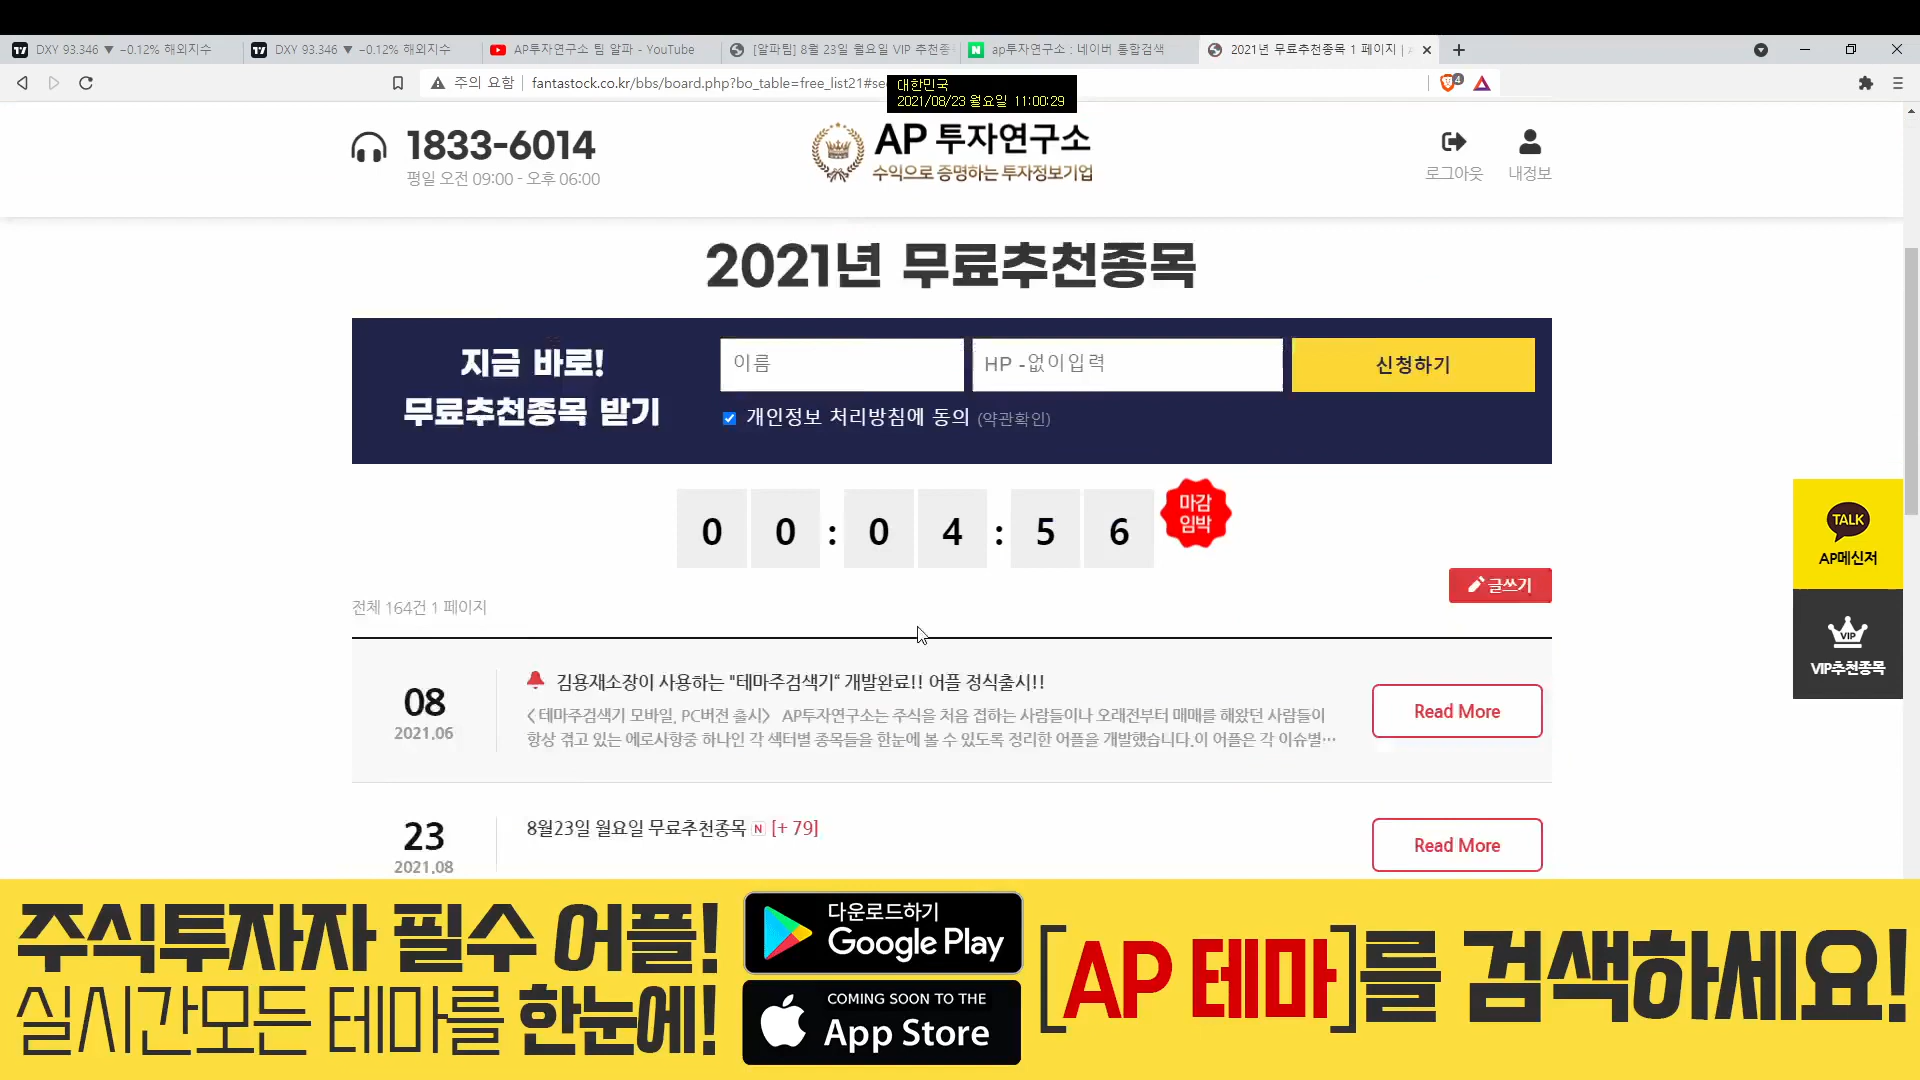 DXY 93.346 ▼ −0.12% 해외지수
DXY 93.346 ▼ −0.12% 해외지수
AP투자연구소 팀 알파 - YouTube
[알파팀] 8월 23일 월요일 VIP 추천종
ap투자연구소 : 네이버 통합검색
2021년 무료추천종목 1 페이지 |
주의 요함
fantastock.co.kr/bbs/board.php?bo_table=free_list21#se
4
대한민국
2021/08/23 월요일 11:00:29
1833-6014
평일 오전 09:00 - 오후 06:00
AP 투자연구소
수익으로 증명하는 투자정보기업
로그아웃
내정보
2021년 무료추천종목
지금 바로!
무료추천종목 받기
이름
HP -없이입력
신청하기
개인정보 처리방침에 동의 (약관확인)
0 0 : 0 4 : 5 6
마감
임박
글쓰기
전체 164건 1 페이지
TALK
AP메신저
VIP
VIP추천종목
08
2021.06
김용재소장이 사용하는 "테마주검색기“ 개발완료!! 어플 정식출시!!
< 테마주검색기 모바일, PC버전 출시> AP투자연구소는 주식을 처음 접하는 사람들이나 오래전부터 매매를 해왔던 사람들이
항상 겪고 있는 에로사항중 하나인 각 섹터별 종목들을 한눈에 볼 수 있도록 정리한 어플을 개발했습니다.이 어플은 각 이슈별…
Read More
23
2021.08
8월23일 월요일 무료추천종목 N [+ 79]
Read More
주식투자자 필수 어플!
실시간모든 테마를 한눈에!
다운로드하기
Google Play
COMING SOON TO THE
App Store
[AP 테마]를 검색하세요!